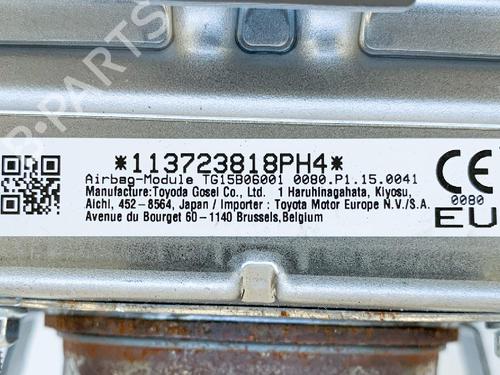 *113723818PH4*
Airbag-Module TG15B06001 0080.P1.15.0041
Manufacture:Toyoda Gosei Co., Ltd. 1 Haruhinagahata, Kiyosu,
Aichi, 452-8564, Japan / Importer : Toyota Motor Europe N.V./S.A.
Avenue du Bourget 60-1140 Brussels,Belgium
CE
0080
EU